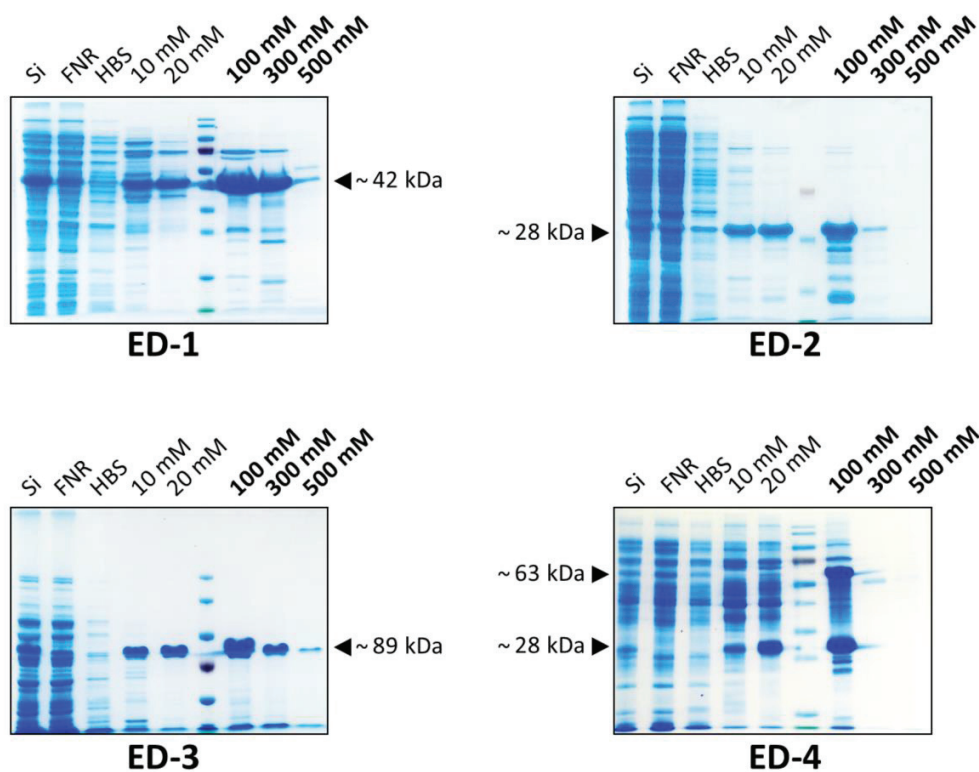 Si FNR HBS 10 mM 20 mM 100 mM 300 mM 500 mM
~ 42 kDa
ED-1
Si FNR HBS 10 mM 20 mM 100 mM 300 mM 500 mM
~ 28 kDa
ED-2
Si FNR HBS 10 mM 20 mM 100 mM 300 mM 500 mM
~ 89 kDa
ED-3
Si FNR HBS 10 mM 20 mM 100 mM 300 mM 500 mM
~ 63 kDa
~ 28 kDa
ED-4